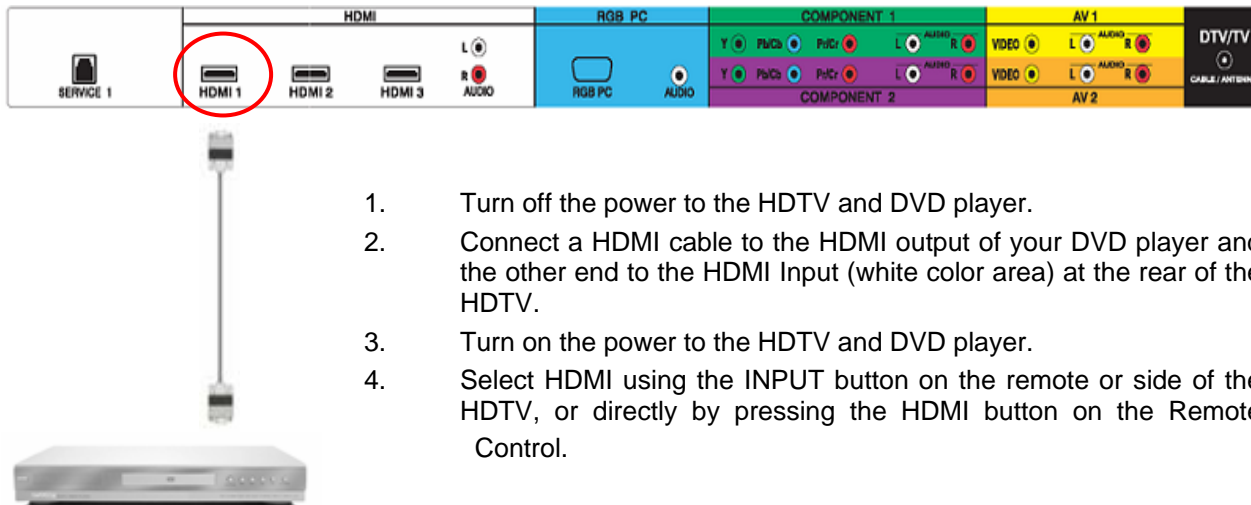 HDMI RGB PC COMPONENT 1 AV 1
L
Y Pb/Cb Pr/Cr L AUDIO R VIDEO L AUDIO R DTV/TV
R
Y Pb/Cb Pr/Cr L AUDIO R VIDEO L AUDIO R CABLE / ANTENN
SERVICE 1 HDMI 1 HDMI 2 HDMI 3 AUDIO RGB PC AUDIO COMPONENT 2 AV 2
1. Turn off the power to the HDTV and DVD player.
2. Connect a HDMI cable to the HDMI output of your DVD player and
the other end to the HDMI Input (white color area) at the rear of the
HDTV.
3. Turn on the power to the HDTV and DVD player.
4. Select HDMI using the INPUT button on the remote or side of the
HDTV, or directly by pressing the HDMI button on the Remote
Control.